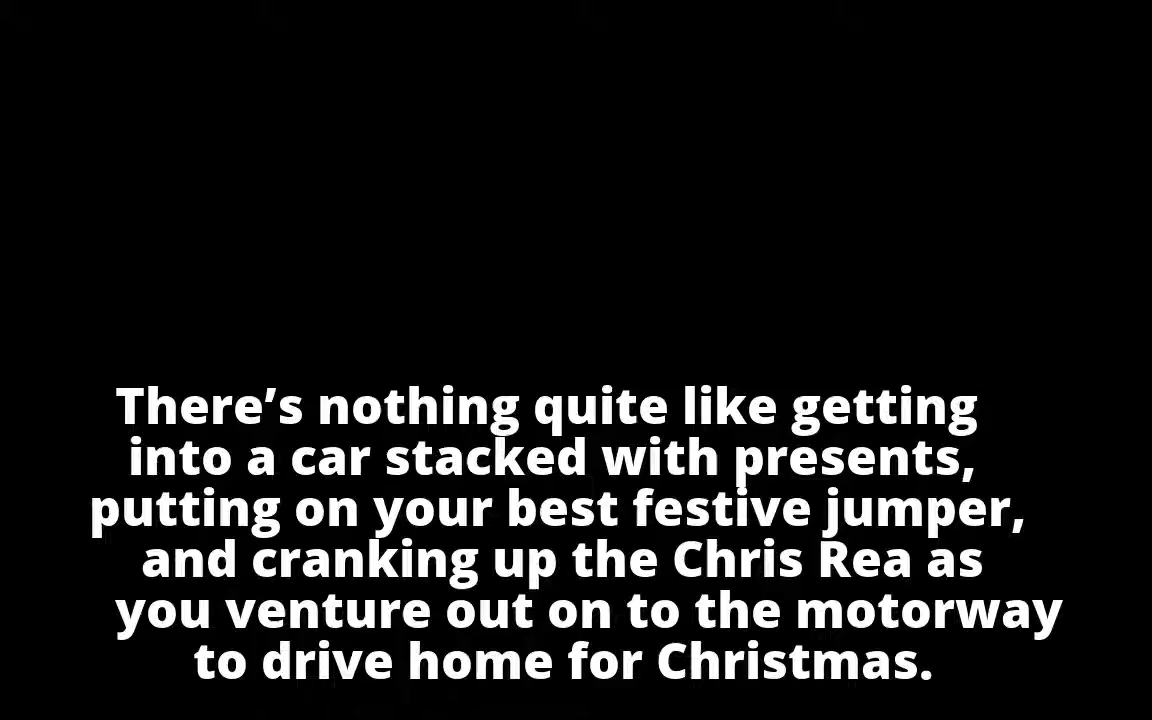 There’s nothing quite like getting
into a car stacked with presents,
putting on your best festive jumper,
and cranking up the Chris Rea as
you venture out on to the motorway
to drive home for Christmas.